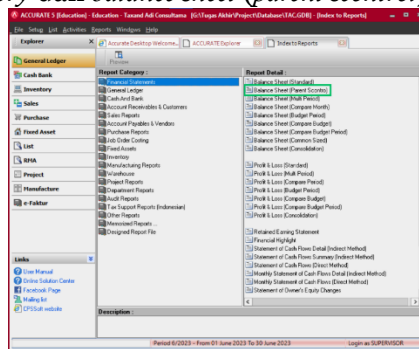 ACCURATE 5 [Education] - Education - Tanand Adi Consultama [G:\Tugas Akhir\Project\Database\TAC.GDB] - [Index to Reports]
File Setup List Activities Reports Windows Help
Explorer
Accurate Desktop Welcome... ACCURATE Explorer Index to Reports
General Ledger
Cash Bank
Inventory
Sales
Purchase
Fixed Asset
List
RMA
Project
Manufacture
e-Faktur
Links
User Manual
Online Solution Center
Facebook Page
Mailing list
CPSSoft website
Preview
Report Category :
Financial Statements
General Ledger
Cash And Bank
Account Receivables & Customers
Sales Reports
Account Payables & Vendors
Purchase Reports
Job Order Costing
Fixed Assets
Inventory
Manufacturing Reports
Warehouse
Project Reports
Department Reports
Audit Reports
Tax Support Reports (Indonesian)
Other Reports
Memorized Reports ...
Designed Report File
Report Detail :
Balance Sheet (Standard)
Balance Sheet (Parent Scontro)
Balance Sheet (Multi Period)
Balance Sheet (Compare Month)
Balance Sheet (Budget Period)
Balance Sheet (Compare Budget)
Balance Sheet (Compare Budget Period)
Balance Sheet (Common Sized)
Balance Sheet (Consolidation)
Profit & Loss (Standard)
Profit & Loss (Multi Period)
Profit & Loss (Compare Period)
Profit & Loss (Budget Period)
Profit & Loss (Compare Budget)
Profit & Loss (Compare Budget Period)
Profit & Loss (Consolidation)
Retained Earning Statement
Financial Highlight
Statement of Cash Flows Detail (Indirect Method)
Statement of Cash Flows Summary (Indirect Method)
Statement of Cash Flows (Direct Method)
Monthly Statement of Cash Flows Detail (Indirect Method)
Monthly Statement of Cash Flows (Direct Method)
Statement of Owner's Equity Changes
Description :
Period 6/2023 - From 01 June 2023 To 30 June 2023 Login as SUPERVISOR